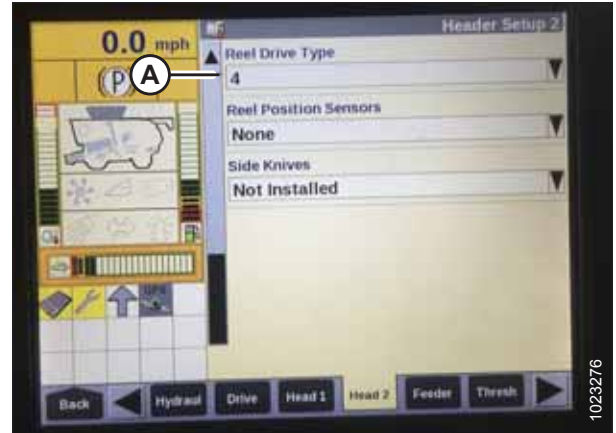 0.0 mph
Header Setup 2
(P)
A
Reel Drive Type
4
Reel Position Sensors
None
Side Knives
Not Installed
Back
Hydraul
Drive
Head 1
Head 2
Feeder
Thresh
1023276